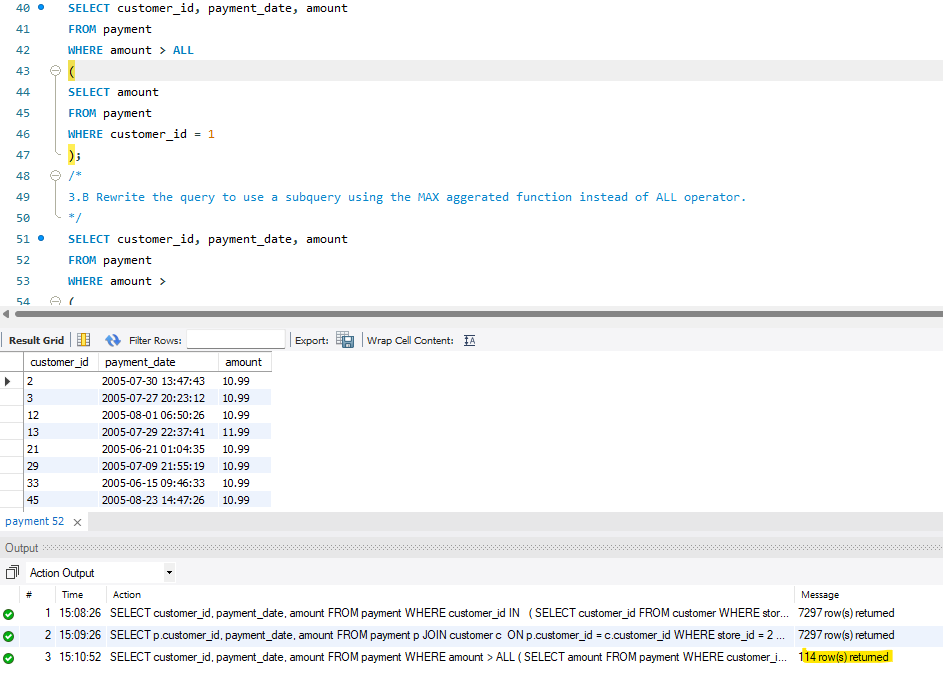 40 SELECT customer_id, payment_date, amount
41 FROM payment
42 WHERE amount > ALL
43 (
44 SELECT amount
45 FROM payment
46 WHERE customer_id = 1
47 );
48 /*
49 3.B Rewrite the query to use a subquery using the MAX aggerated function instead of ALL operator.
50 */
51 SELECT customer_id, payment_date, amount
52 FROM payment
53 WHERE amount >
54 (
Result Grid Filter Rows: Export: Wrap Cell Content: IA
customer_id payment_date amount
2 2005-07-30 13:47:43 10.99
3 2005-07-27 20:23:12 10.99
12 2005-08-01 06:50:26 10.99
13 2005-07-29 22:37:41 11.99
21 2005-06-21 01:04:35 10.99
29 2005-07-09 21:55:19 10.99
33 2005-06-15 09:46:33 10.99
45 2005-08-23 14:47:26 10.99
payment 52 ×
Output
Action Output
# Time Action Message
1 15:08:26 SELECT customer_id, payment_date, amount FROM payment WHERE customer_id IN ( SELECT customer_id FROM customer WHERE stor... 7297 row(s) returned
2 15:09:26 SELECT p.customer_id, payment_date, amount FROM payment p JOIN customer c ON p.customer_id = c.customer_id WHERE store_id = 2 ... 7297 row(s) returned
3 15:10:52 SELECT customer_id, payment_date, amount FROM payment WHERE amount > ALL ( SELECT amount FROM payment WHERE customer_i... 114 row(s) returned